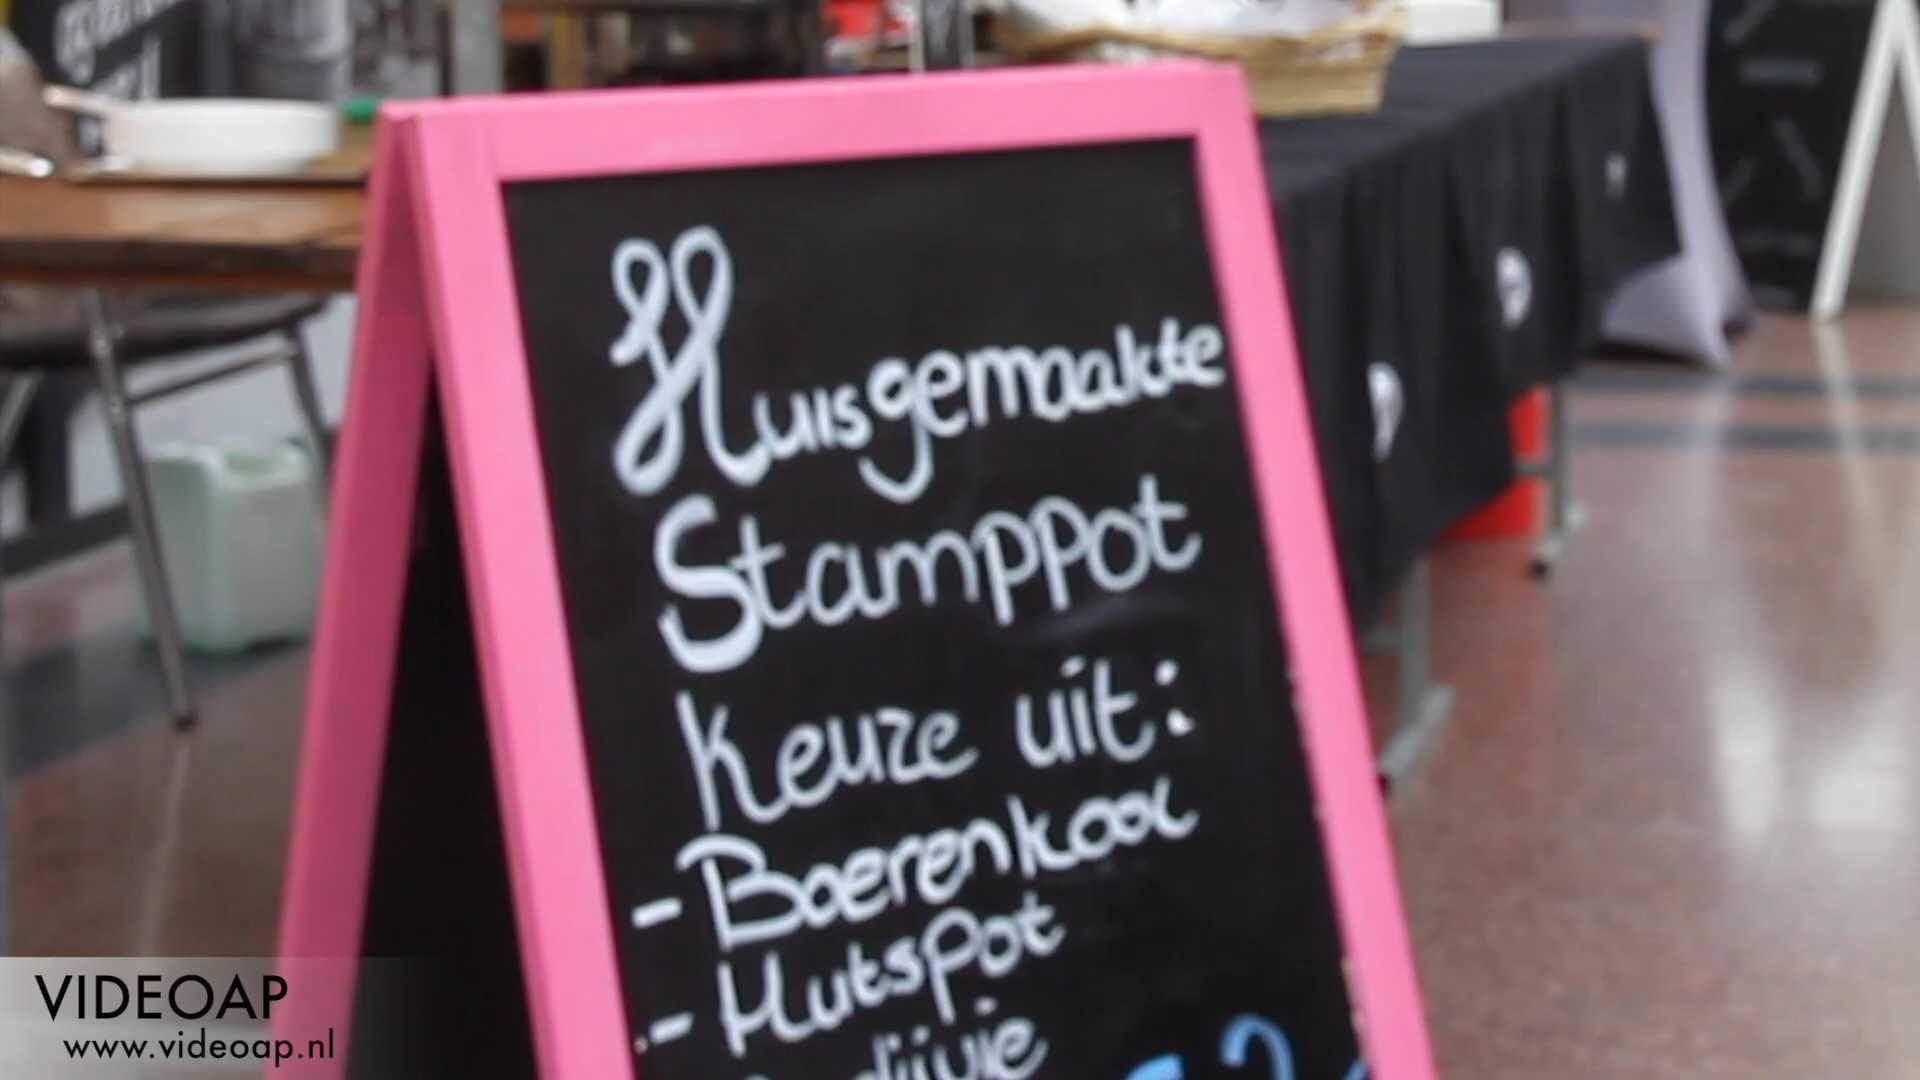 Huisgemaakte
Stamppot
Keuze uit:
- Boerenkool
- Hutspot
VIDEOAP
www.videoap.nl